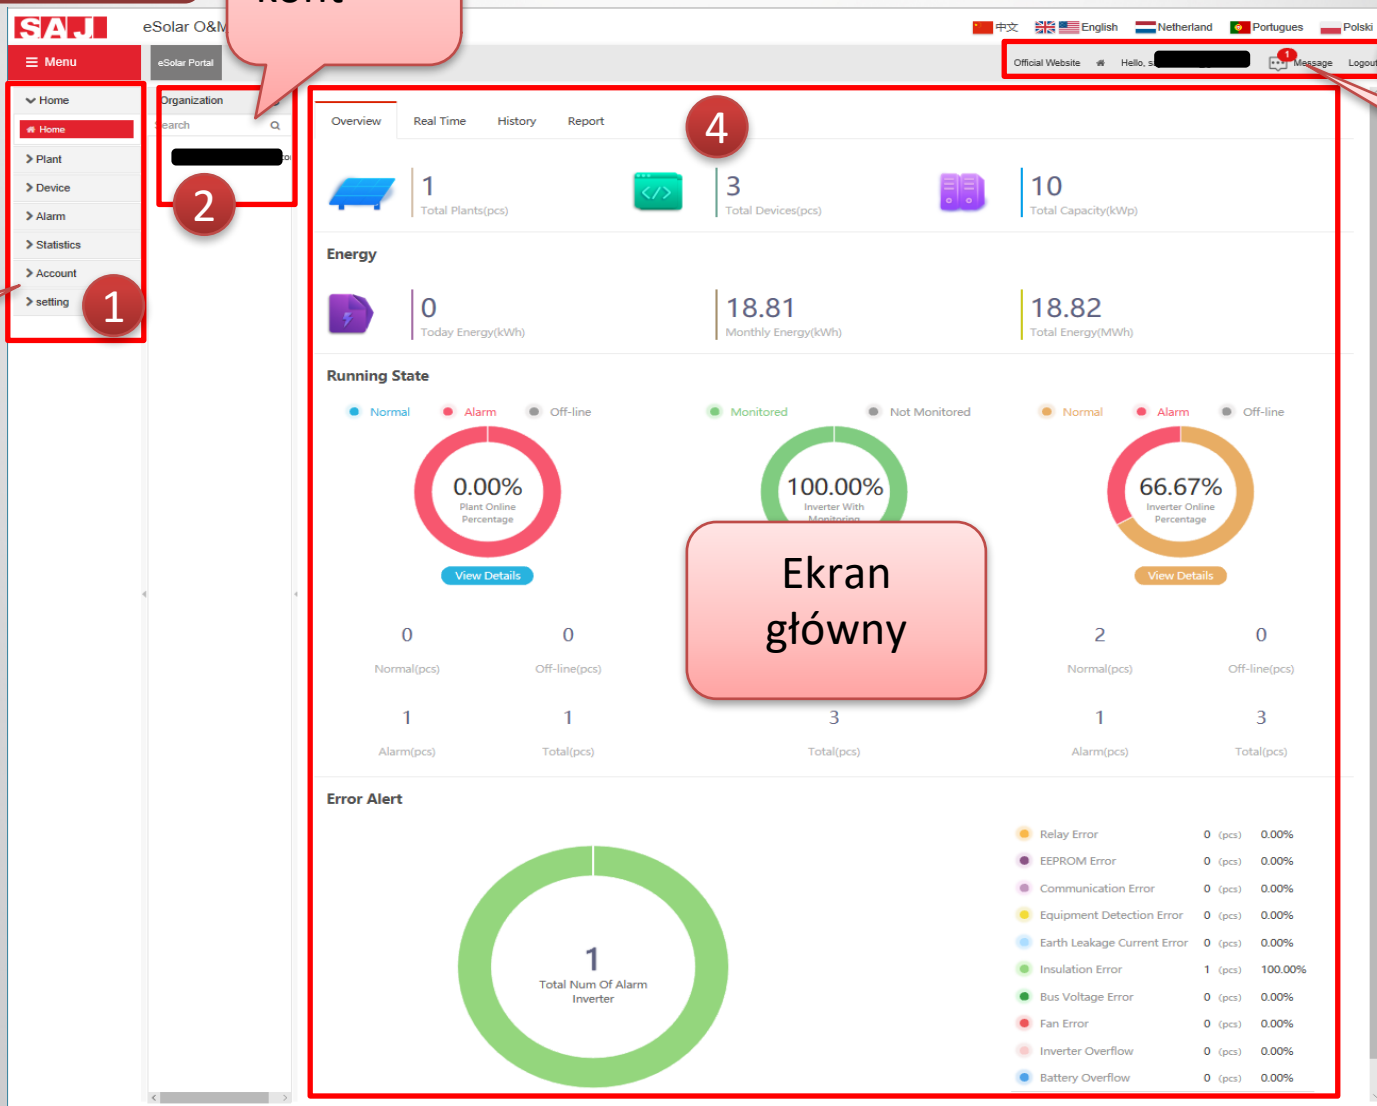 kont
SAJ eSolar O&M
中文 English Netherland Portugues Polski
Menu
eSolar Portal
Official Website Hello, s 1 Message Logout
Home
Home
Plant
Device
Alarm
Statistics
Account
setting
1
Organization
Search
2
Overview Real Time History Report
4
1
Total Plants(pcs)
3
Total Devices(pcs)
10
Total Capacity(kWp)
Energy
0
Today Energy(kWh)
18.81
Monthly Energy(kWh)
18.82
Total Energy(MWh)
Running State
Normal Alarm Off-line
0.00%
Plant Online
Percentage
View Details
0
Normal(pcs)
0
Off-line(pcs)
1
Alarm(pcs)
1
Total(pcs)
Monitored Not Monitored
100.00%
Inverter With
Monitoring
Ekran
główny
3
Total(pcs)
Normal Alarm Off-line
66.67%
Inverter Online
Percentage
View Details
2
Normal(pcs)
0
Off-line(pcs)
1
Alarm(pcs)
3
Total(pcs)
Error Alert
1
Total Num Of Alarm
Inverter
Relay Error 0 (pcs) 0.00%
EEPROM Error 0 (pcs) 0.00%
Communication Error 0 (pcs) 0.00%
Equipment Detection Error 0 (pcs) 0.00%
Earth Leakage Current Error 0 (pcs) 0.00%
Insulation Error 1 (pcs) 100.00%
Bus Voltage Error 0 (pcs) 0.00%
Fan Error 0 (pcs) 0.00%
Inverter Overflow 0 (pcs) 0.00%
Battery Overflow 0 (pcs) 0.00%